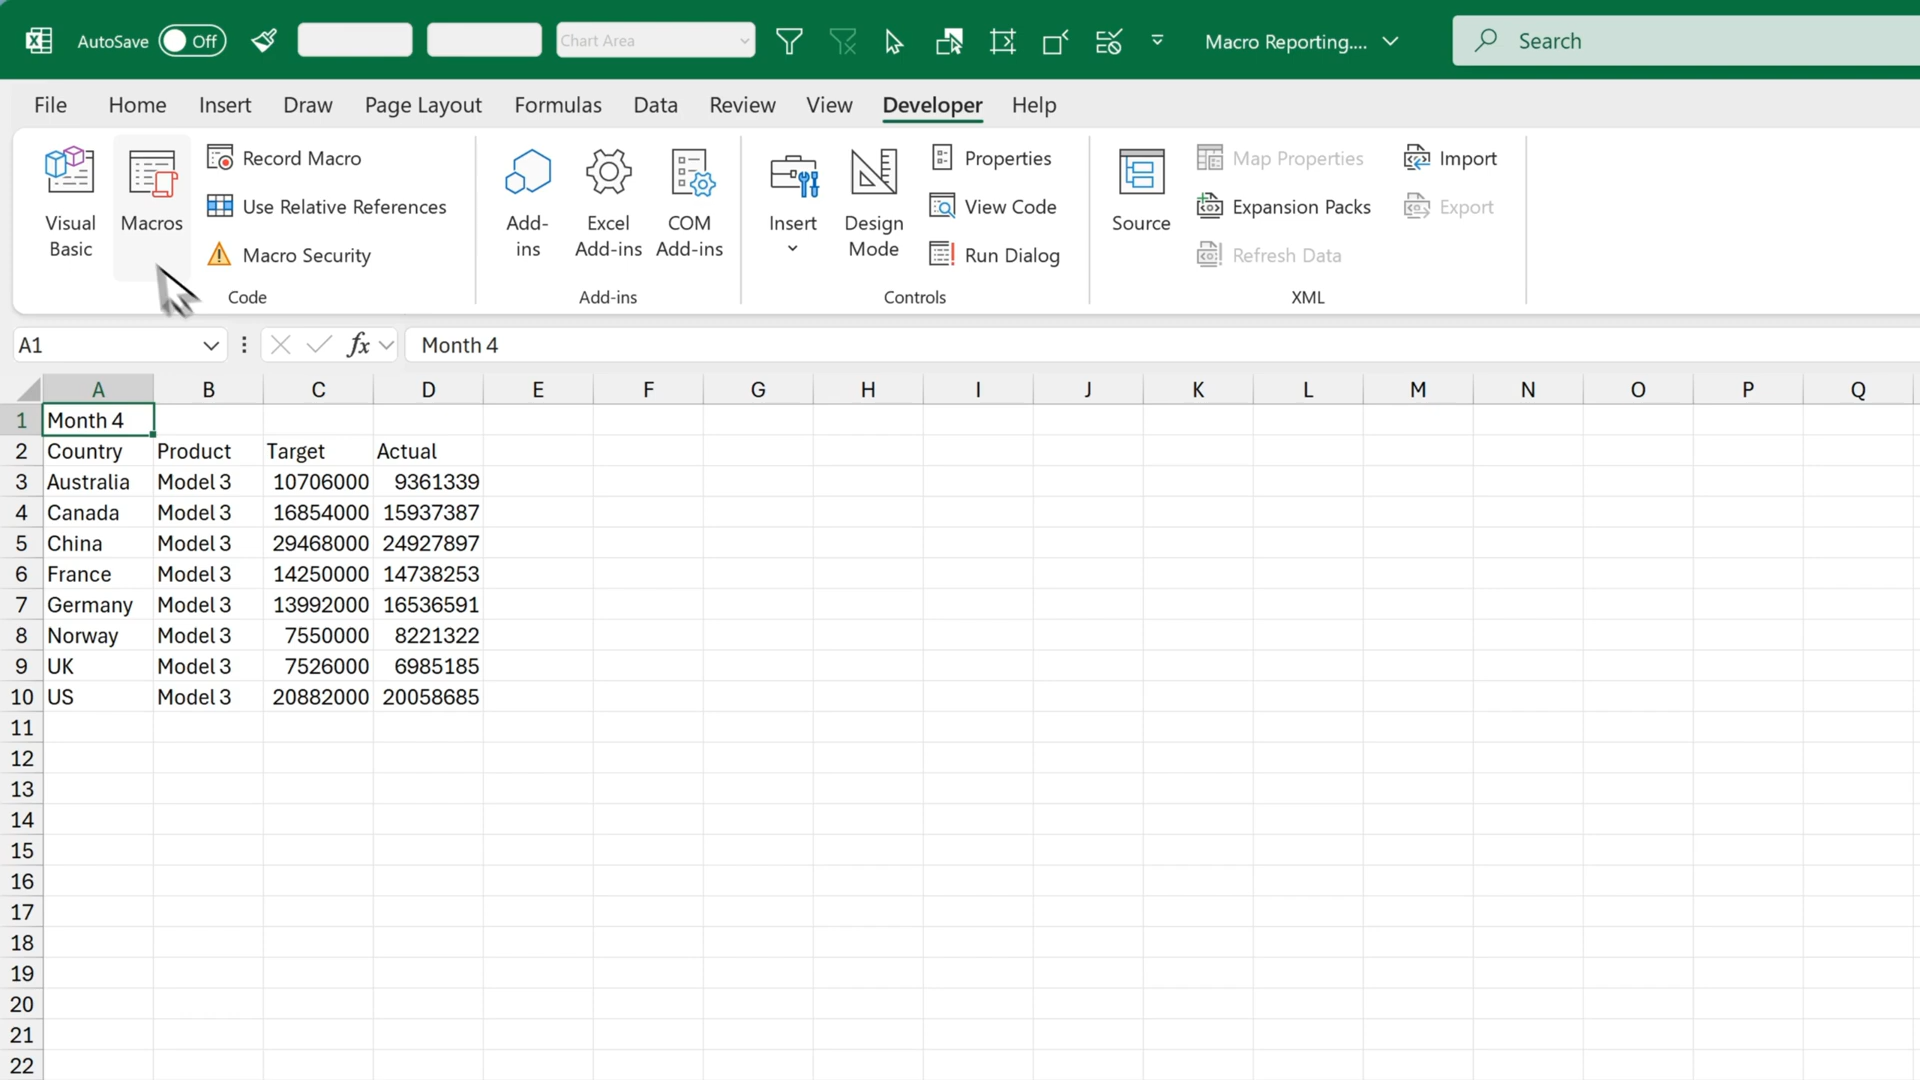 AutoSave Off Chart Area Macro Reporting.... Search
File Home Insert Draw Page Layout Formulas Data Review View Developer Help
Visual Basic
Macros
Record Macro
Use Relative References
Macro Security
Code
Add-ins
Excel Add-ins
COM Add-ins
Add-ins
Insert
Design Mode
Properties
View Code
Run Dialog
Controls
Source
Map Properties
Expansion Packs
Refresh Data
Import
Export
XML
A1 fx Month 4
A B C D E F G H I J K L M N O P Q
1 Month 4
2 Country Product Target Actual
3 Australia Model 3 10706000 9361339
4 Canada Model 3 16854000 15937387
5 China Model 3 29468000 24927897
6 France Model 3 14250000 14738253
7 Germany Model 3 13992000 16536591
8 Norway Model 3 7550000 8221322
9 UK Model 3 7526000 6985185
10 US Model 3 20882000 20058685
11
12
13
14
15
16
17
18
19
20
21
22